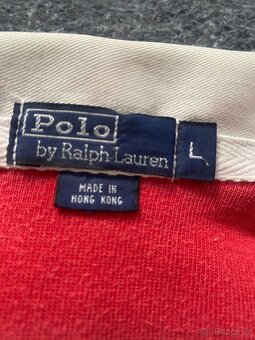 Polo
by Ralph Lauren
L
MADE IN
HONG KONG